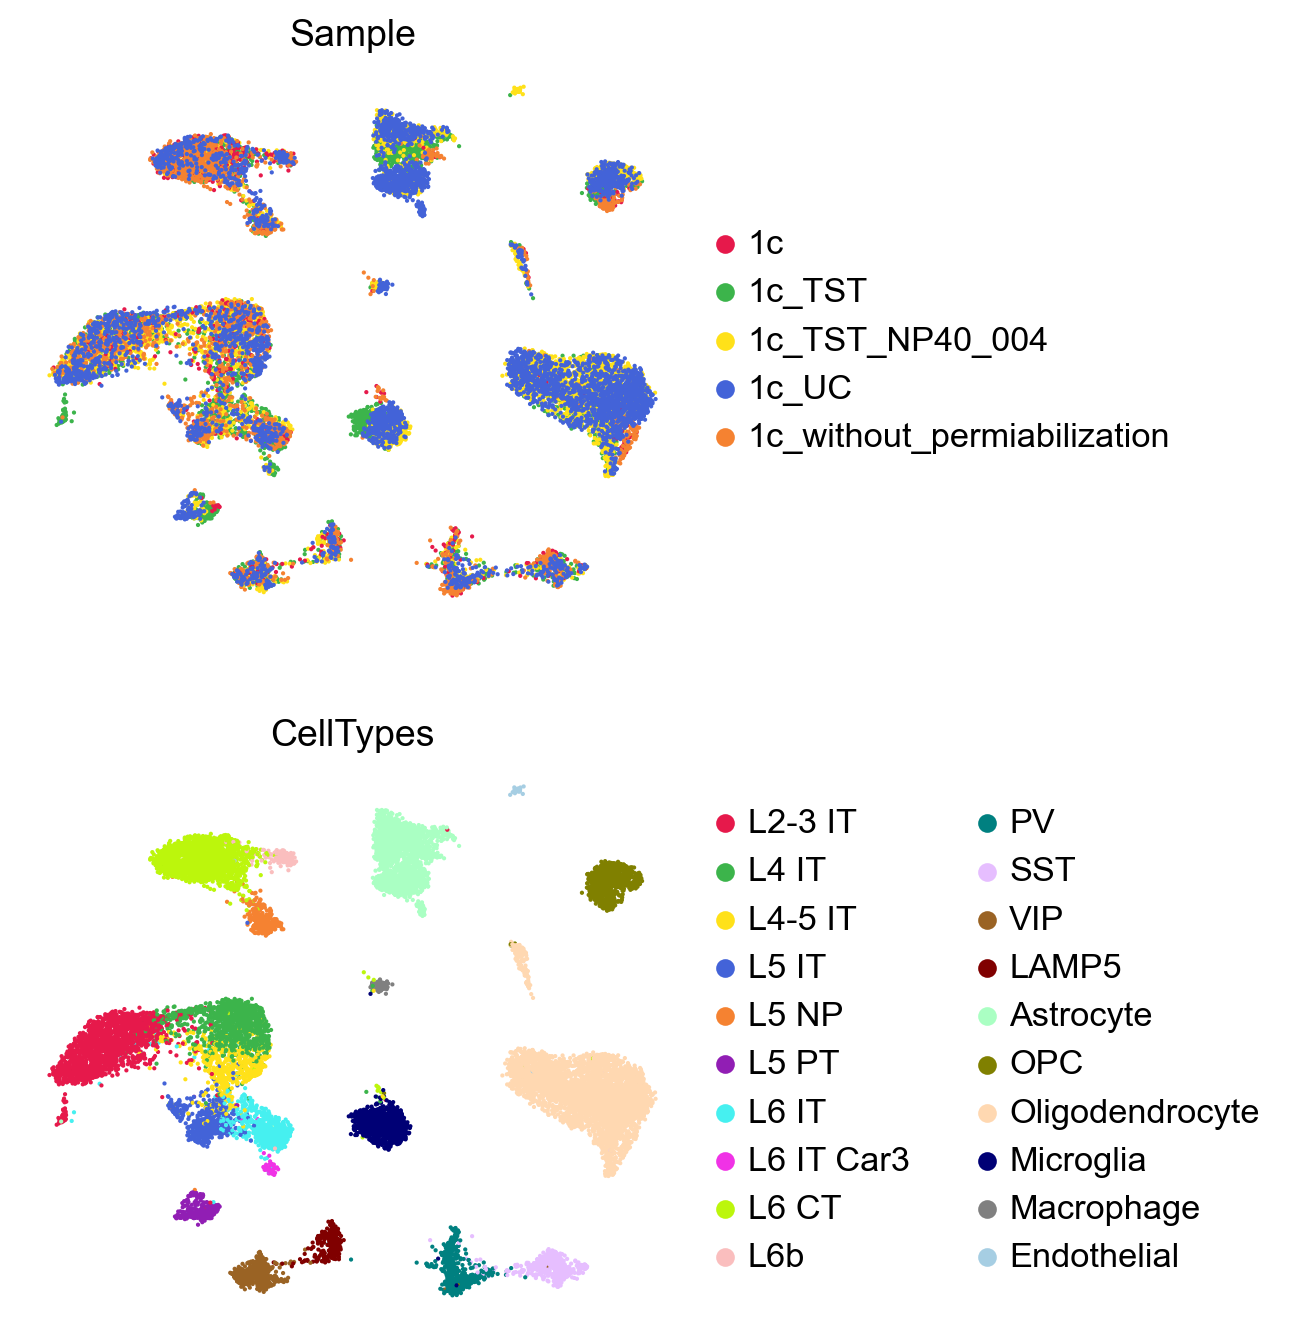 Sample
1c
1c_TST
1c_TST_NP40_004
1c_UC
1c_without_permiabilization
CellTypes
L2-3 IT
L4 IT
L4-5 IT
L5 IT
L5 NP
L5 PT
L6 IT
L6 IT Car3
L6 CT
L6b
PV
SST
VIP
LAMP5
Astrocyte
OPC
Oligodendrocyte
Microglia
Macrophage
Endothelial